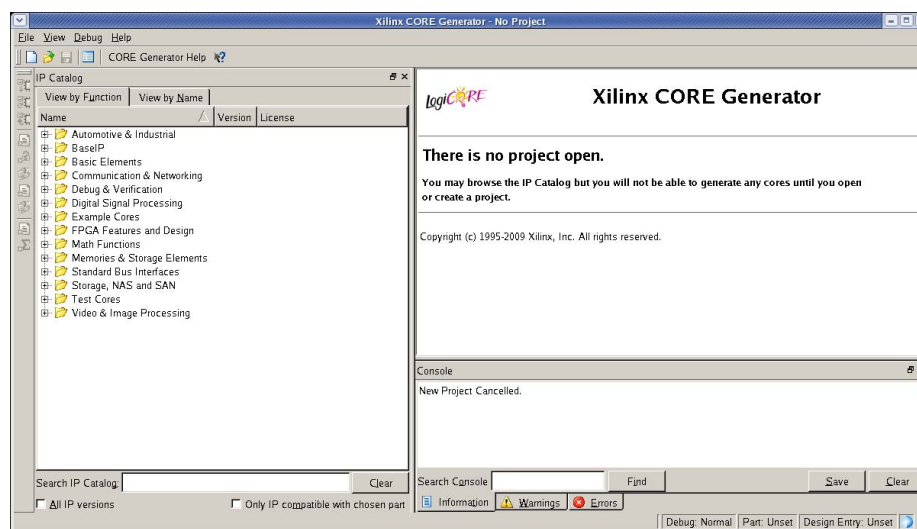 Xilinx CORE Generator - No Project
File View Debug Help
CORE Generator Help
IP Catalog
View by Function View by Name
Name Version License
Automotive & Industrial
BaseIP
Basic Elements
Communication & Networking
Debug & Verification
Digital Signal Processing
Example Cores
FPGA Features and Design
Math Functions
Memories & Storage Elements
Standard Bus Interfaces
Storage, NAS and SAN
Test Cores
Video & Image Processing
Search IP Catalog: Clear
All IP versions Only IP compatible with chosen part
logiCORE Xilinx CORE Generator
There is no project open.
You may browse the IP Catalog but you will not be able to generate any cores until you open
or create a project.
Copyright (c) 1995-2009 Xilinx, Inc. All rights reserved.
Console
New Project Cancelled.
Search Console Find Save Clear
Information Warnings Errors
Debug: Normal Part: Unset Design Entry: Unset